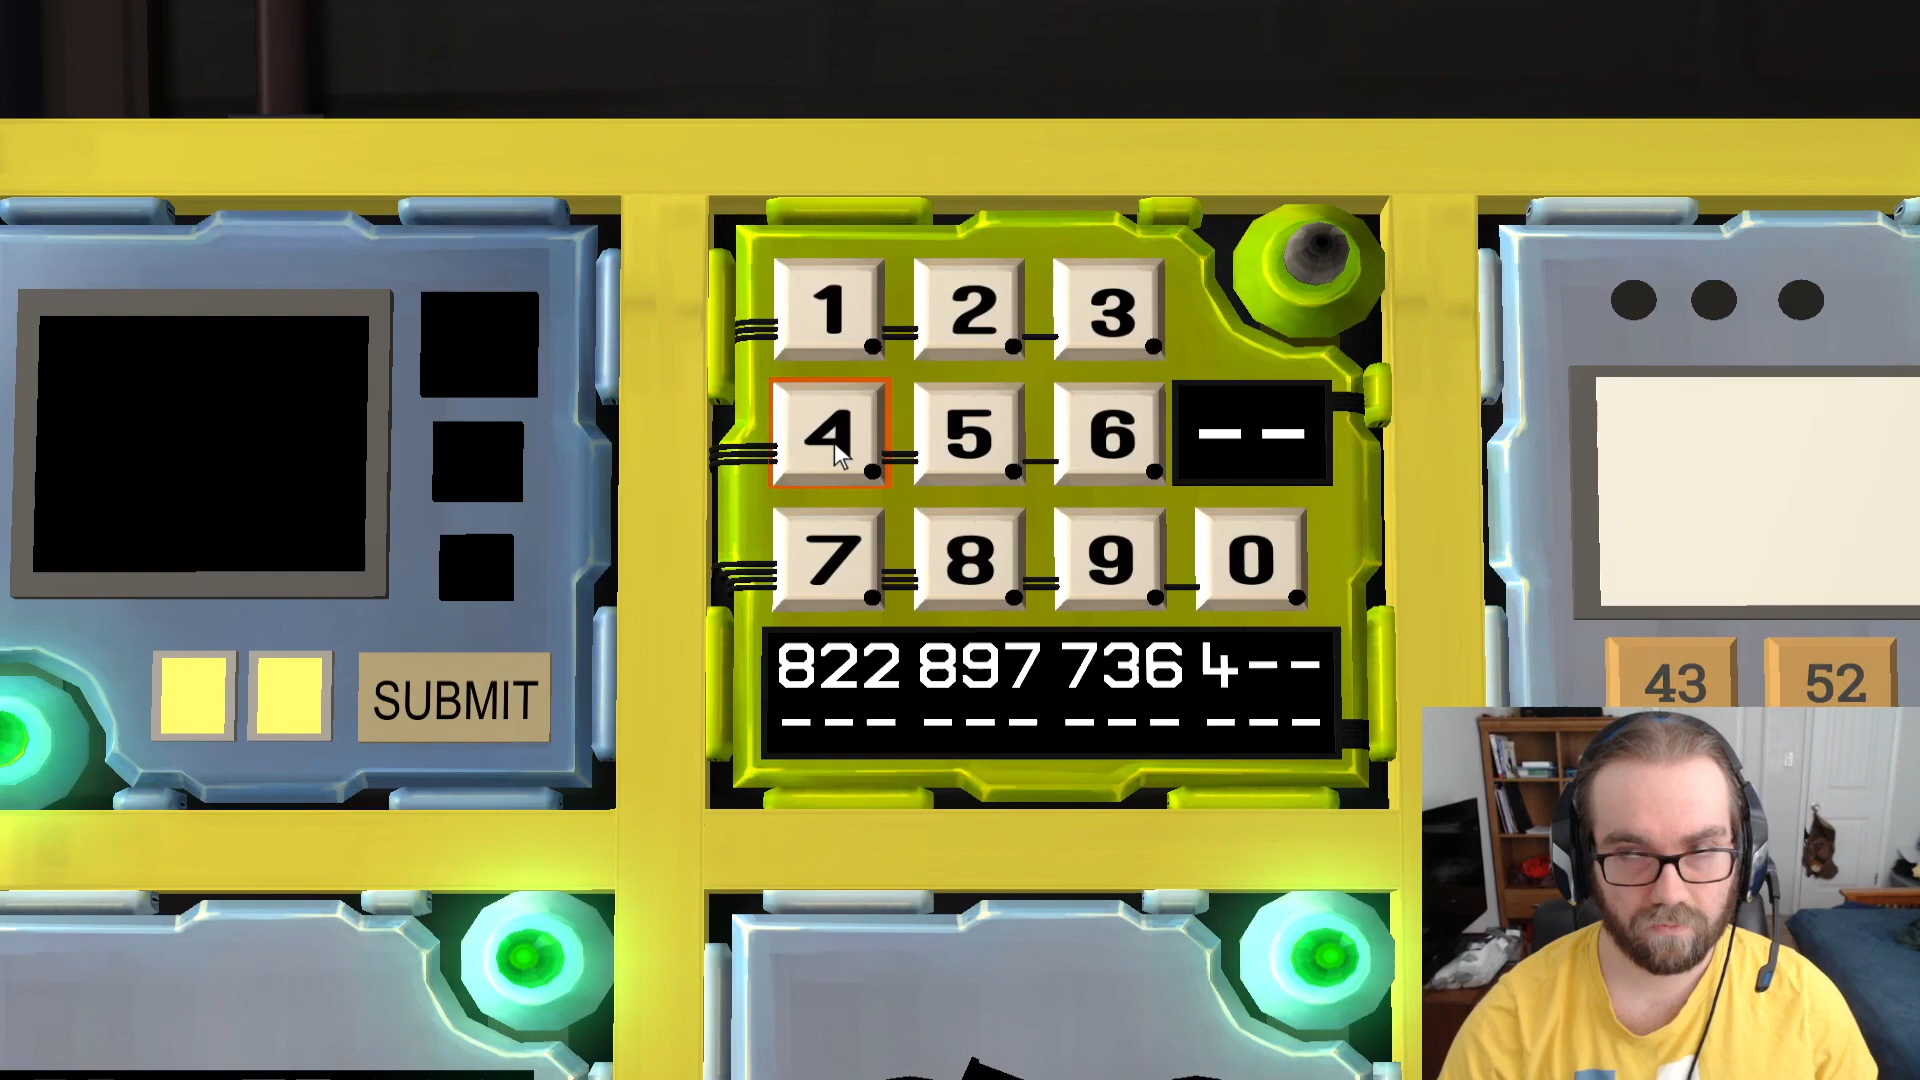 1 2 3
4 5 6 --
7 8 9 0
822 897 736 4--
--- --- --- ---
SUBMIT
43 52